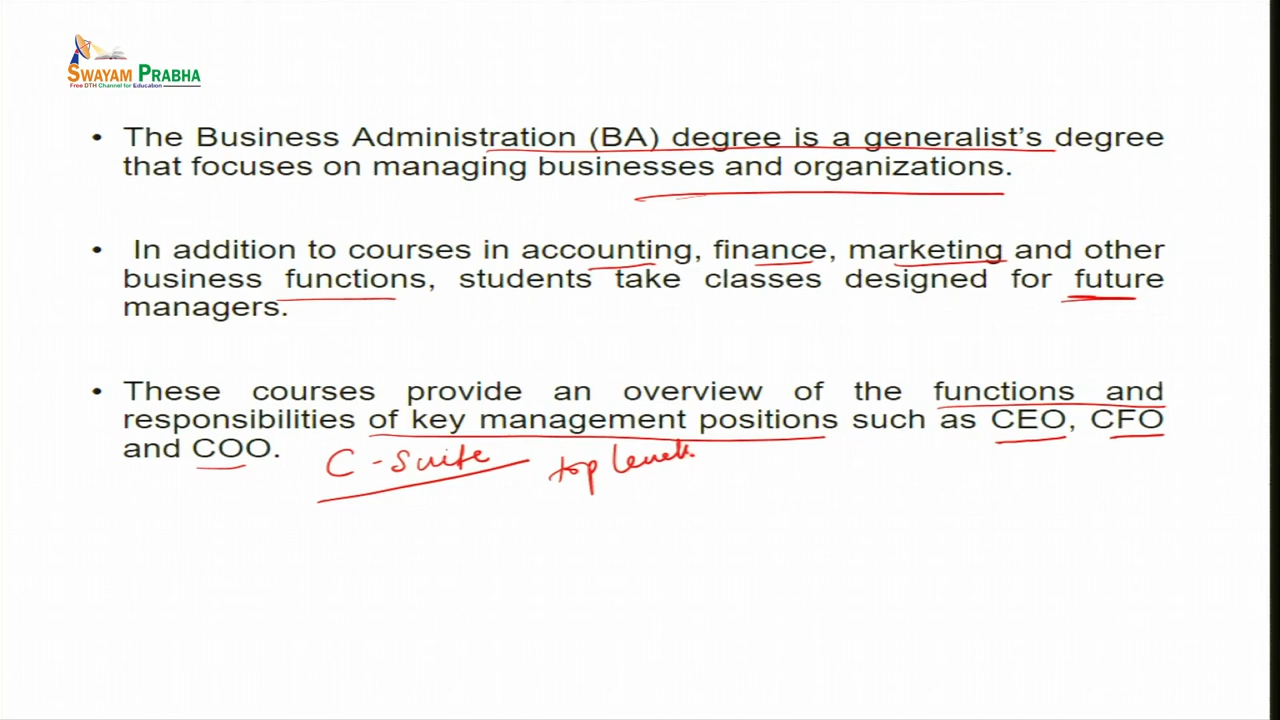 SWAYAM PRABHA
Free DTH Channel for Education
• The Business Administration (BA) degree is a generalist's degree
that focuses on managing businesses and organizations.
• In addition to courses in accounting, finance, marketing and other
business functions, students take classes designed for future
managers.
• These courses provide an overview of the functions and
responsibilities of key management positions such as CEO, CFO
and COO.
C-Suite top